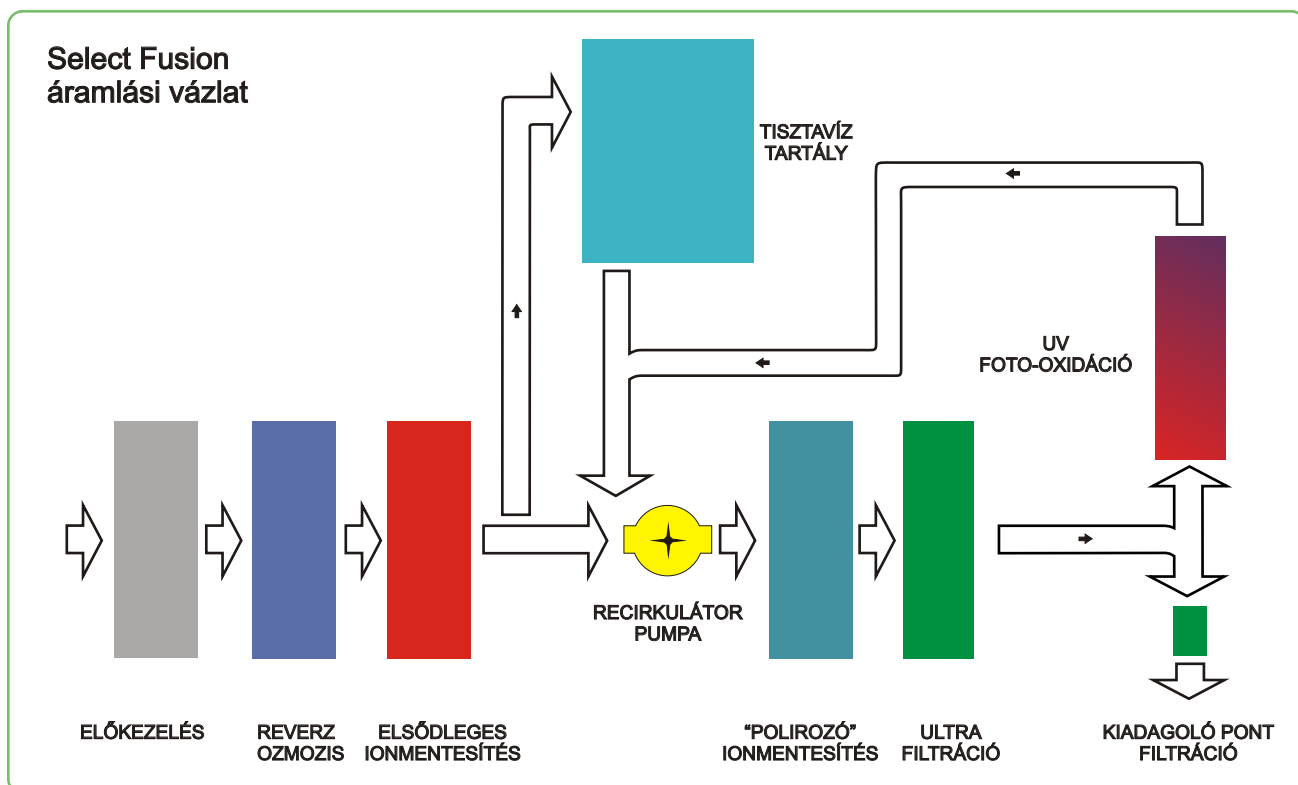 Select Fusion
áramlási vázlat
TISZTAVÍZ
TARTÁLY
UV
FOTO-OXIDÁCIÓ
RECIRKULÁTOR
PUMPA
ELŐKEZELÉS
REVERZ
OZMOZIS
ELSŐDLEGES
IONMENTESÍTÉS
“POLIROZÓ”
IONMENTESÍTÉS
ULTRA
FILTRÁCIÓ
KIADAGOLÓ PONT
FILTRÁCIÓ